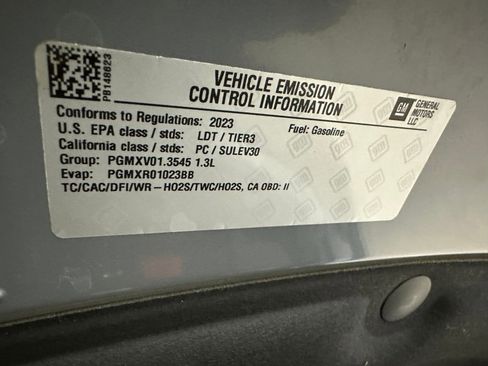 VEHICLE EMISSION
CONTROL INFORMATION
GM
GENERAL
MOTORS
LLC
PB148623
Conforms to Regulations: 2023
Fuel: Gasoline
U.S. EPA class / stds: LDT / TIER3
California class / stds: PC / SULEV30
Group: PGMXV01.3545 1.3L
Evap: PGMXR01023BB
TC/CAC/DFI/WR-HO2S/TWC/HO2S, CA OBD: II